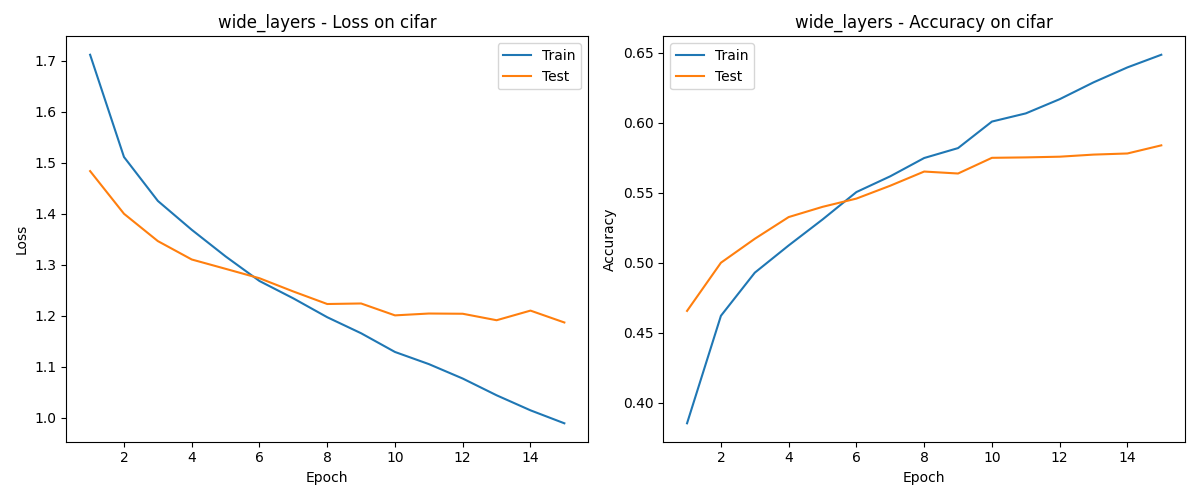 wide_layers - Loss on cifar
Train
Test
1.7
1.6
1.5
1.4
1.3
1.2
1.1
1.0
Loss
2 4 6 8 10 12 14
Epoch
wide_layers - Accuracy on cifar
Train
Test
0.65
0.60
0.55
0.50
0.45
0.40
Accuracy
2 4 6 8 10 12 14
Epoch